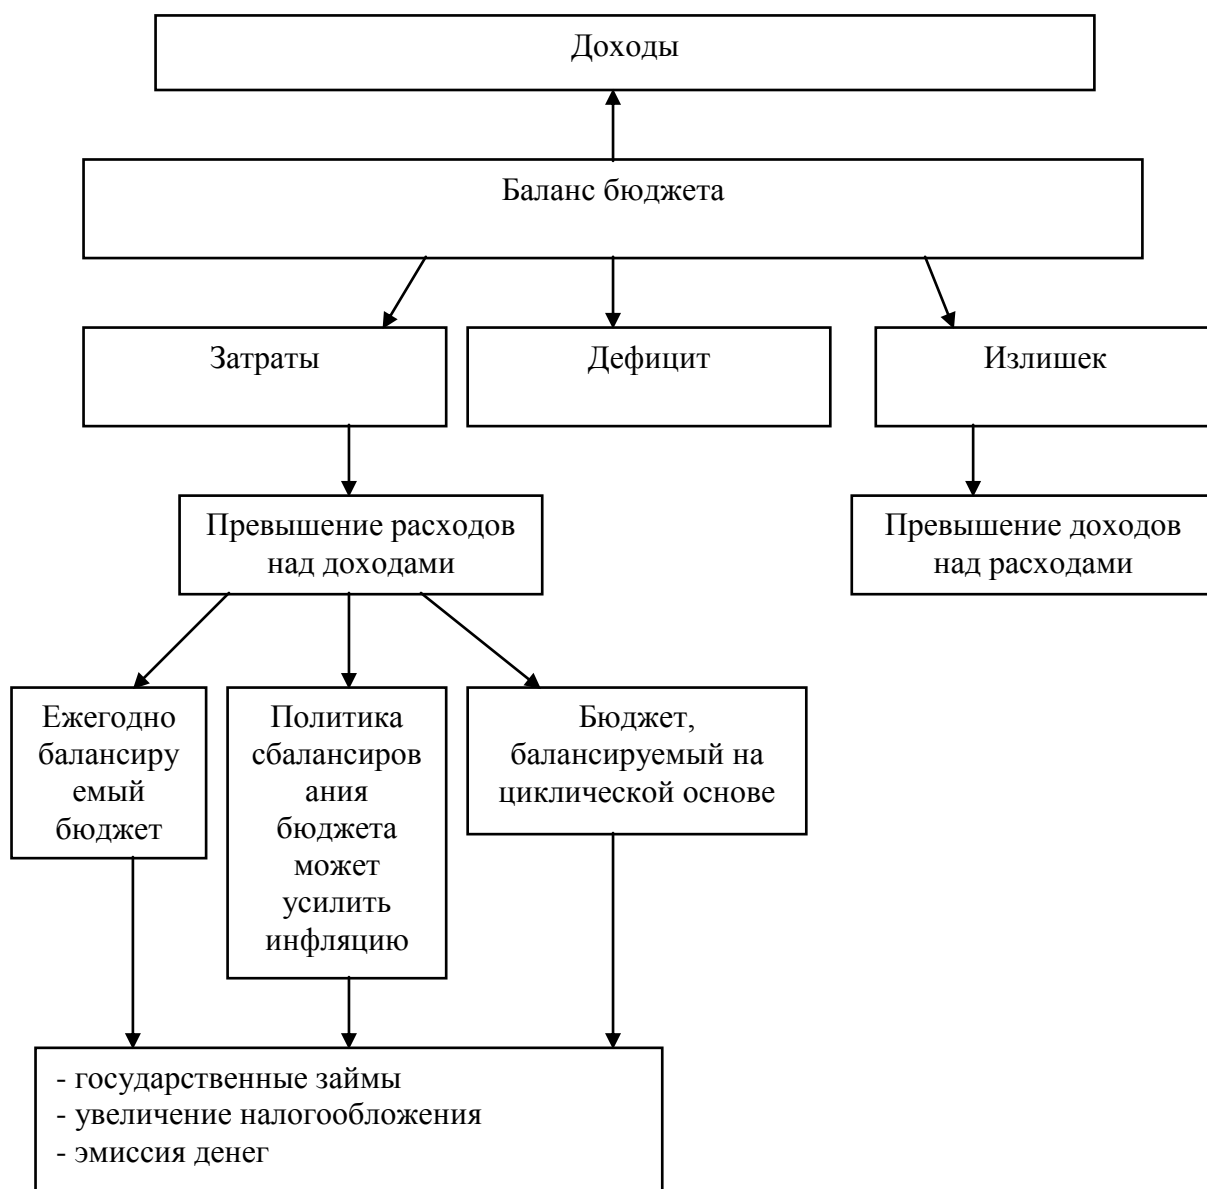 Доходы
Баланс бюджета
Затраты
Дефицит
Излишек
Превышение расходов
над доходами
Превышение доходов
над расходами
Ежегодно
балансиру
емый
бюджет
Политика
сбалансиров
ания
бюджета
может
усилить
инфляцию
Бюджет,
балансируемый на
циклической основе
- государственные займы
- увеличение налогообложения
- эмиссия денег